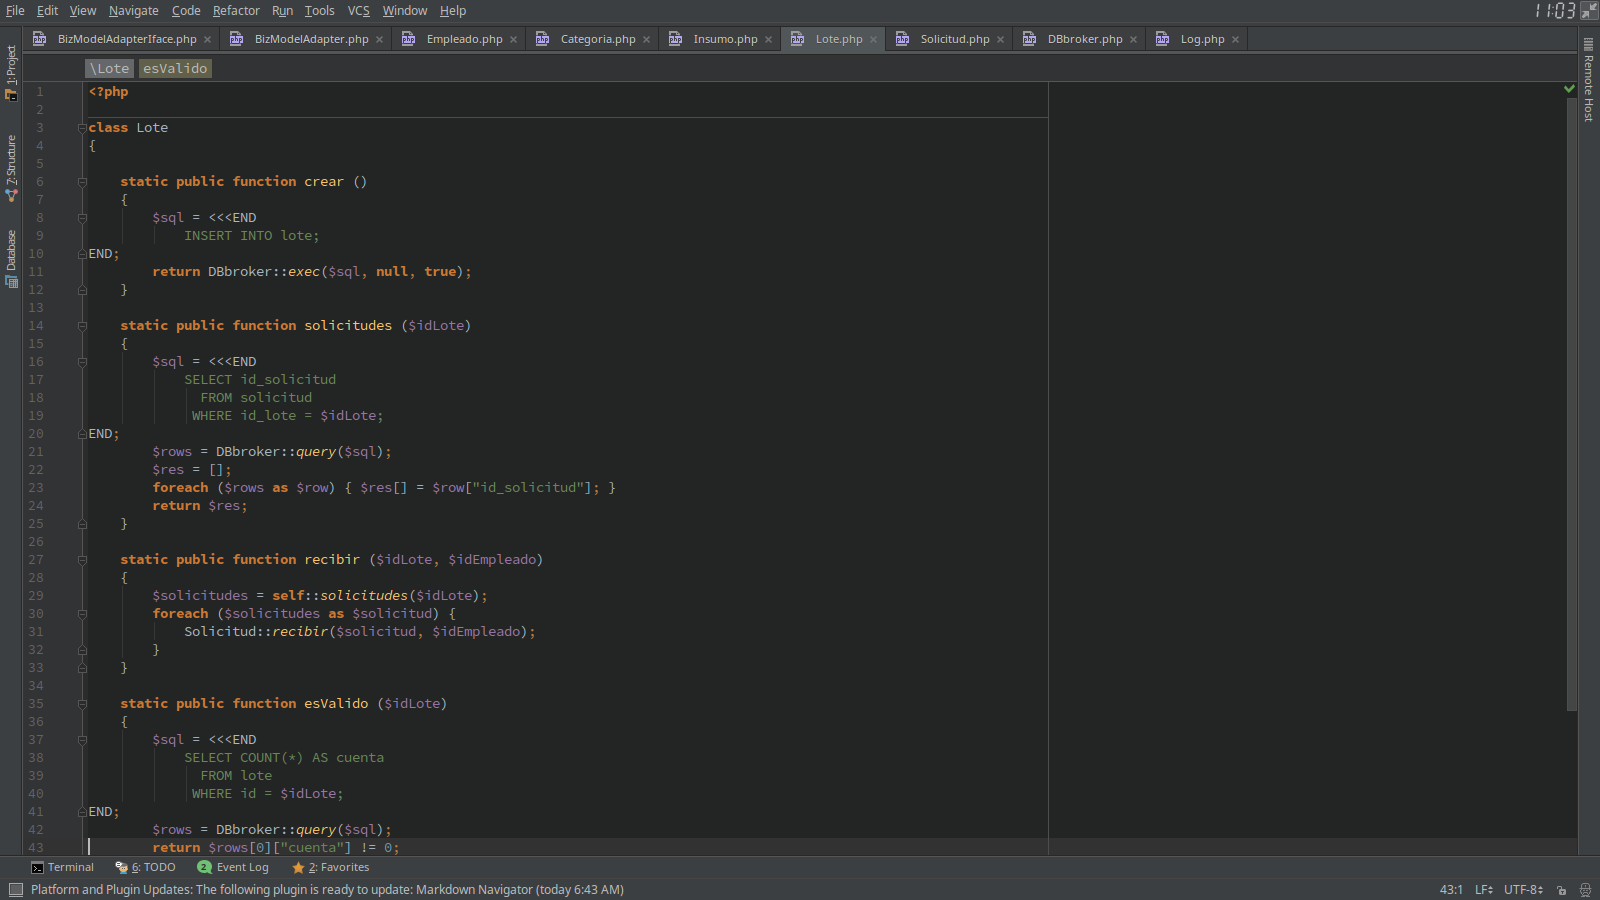 File Edit View Navigate Code Refactor Run Tools VCS Window Help 11:03
BizModelAdapterIface.php BizModelAdapter.php Empleado.php Categoria.php Insumo.php Lote.php Solicitud.php DBbroker.php Log.php
\Lote esValido
1: Project
7: Structure
Database
Remote Host
1 <?php
2
3 class Lote
4 {
5
6 static public function crear ()
7 {
8 $sql = <<<END
9 INSERT INTO lote;
10 END;
11 return DBbroker::exec($sql, null, true);
12 }
13
14 static public function solicitudes ($idLote)
15 {
16 $sql = <<<END
17 SELECT id_solicitud
18 FROM solicitud
19 WHERE id_lote = $idLote;
20 END;
21 $rows = DBbroker::query($sql);
22 $res = [];
23 foreach ($rows as $row) { $res[] = $row["id_solicitud"]; }
24 return $res;
25 }
26
27 static public function recibir ($idLote, $idEmpleado)
28 {
29 $solicitudes = self::solicitudes($idLote);
30 foreach ($solicitudes as $solicitud) {
31 Solicitud::recibir($solicitud, $idEmpleado);
32 }
33 }
34
35 static public function esValido ($idLote)
36 {
37 $sql = <<<END
38 SELECT COUNT(*) AS cuenta
39 FROM lote
40 WHERE id = $idLote;
41 END;
42 $rows = DBbroker::query($sql);
43 return $rows[0]["cuenta"] != 0;
Terminal 6: TODO 2 Event Log 2: Favorites
Platform and Plugin Updates: The following plugin is ready to update: Markdown Navigator (today 6:43 AM) 43:1 LF UTF-8